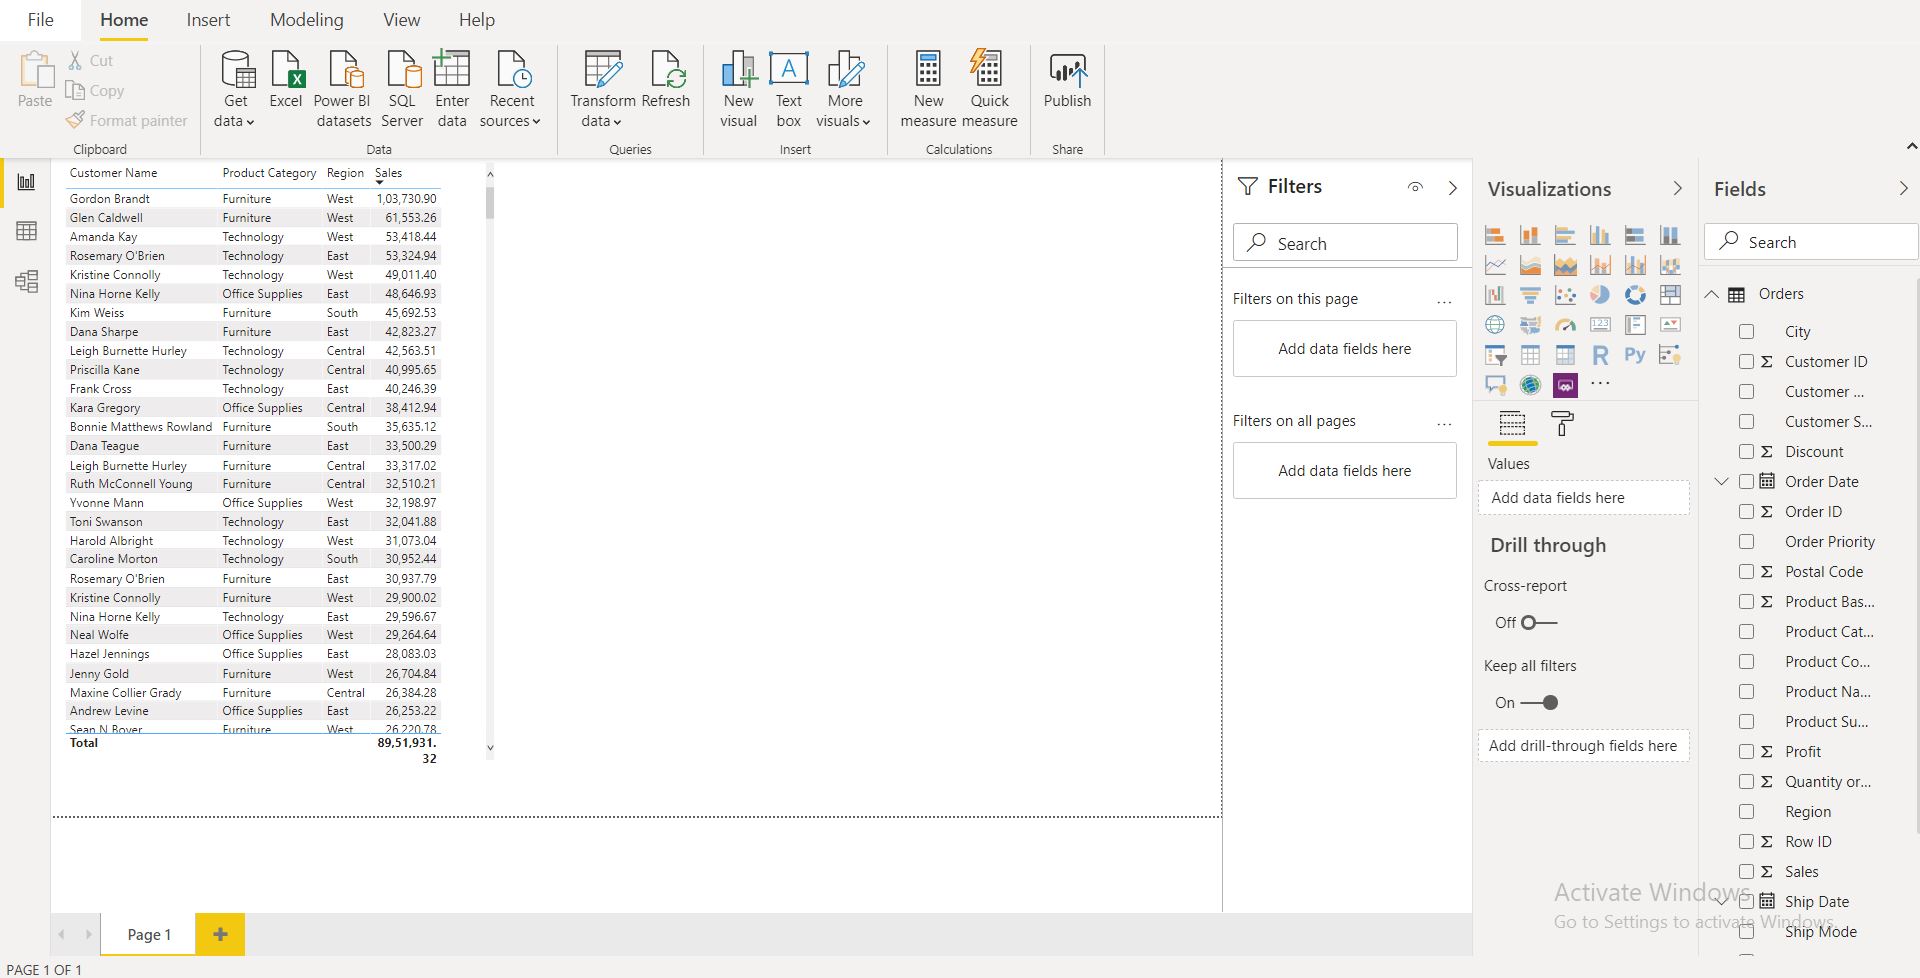 File Home Insert Modeling View Help
Paste
Cut
Copy
Format painter
Clipboard
Get data
Excel
Power BI datasets
SQL Server
Enter data
Recent sources
Data
Transform data
Refresh
Queries
New visual
Text box
More visuals
Insert
New measure
Quick measure
Calculations
Publish
Share
Customer Name Product Category Region Sales
Gordon Brandt Furniture West 1,03,730.90
Glen Caldwell Furniture West 61,553.26
Amanda Kay Technology West 53,418.44
Rosemary O'Brien Technology East 53,324.94
Kristine Connolly Technology West 49,011.40
Nina Horne Kelly Office Supplies East 48,646.93
Kim Weiss Furniture South 45,692.53
Dana Sharpe Furniture East 42,823.27
Leigh Burnette Hurley Technology Central 42,563.51
Priscilla Kane Technology Central 40,995.65
Frank Cross Technology East 40,246.39
Kara Gregory Office Supplies Central 38,412.94
Bonnie Matthews Rowland Furniture South 35,635.12
Dana Teague Furniture East 33,500.29
Leigh Burnette Hurley Furniture Central 33,317.02
Ruth McConnell Young Furniture Central 32,510.21
Yvonne Mann Office Supplies West 32,198.97
Toni Swanson Technology East 32,041.88
Harold Albright Technology West 31,073.04
Caroline Morton Technology South 30,952.44
Rosemary O'Brien Furniture East 30,937.79
Kristine Connolly Furniture West 29,900.02
Nina Horne Kelly Technology East 29,596.67
Neal Wolfe Office Supplies West 29,264.64
Hazel Jennings Office Supplies East 28,083.03
Jenny Gold Furniture West 26,704.84
Maxine Collier Grady Furniture Central 26,384.28
Andrew Levine Office Supplies East 26,253.22
Sean N Boyer Furniture West 26,220.78
Total 89,51,931.
32
Filters
Search
Filters on this page ...
Add data fields here
Filters on all pages ...
Add data fields here
Visualizations
123
R
Py
...
Values
Add data fields here
Drill through
Cross-report
Off
Keep all filters
On
Add drill-through fields here
Fields
Search
Orders
City
Σ Customer ID
Customer ...
Customer S...
Σ Discount
Order Date
Σ Order ID
Order Priority
Σ Postal Code
Σ Product Bas...
Product Cat...
Product Co...
Product Na...
Product Su...
Σ Profit
Σ Quantity or...
Region
Σ Row ID
Σ Sales
Ship Date
Ship Mode
Activate Windows
Go to Settings to activate Windows.
Page 1 +
PAGE 1 OF 1